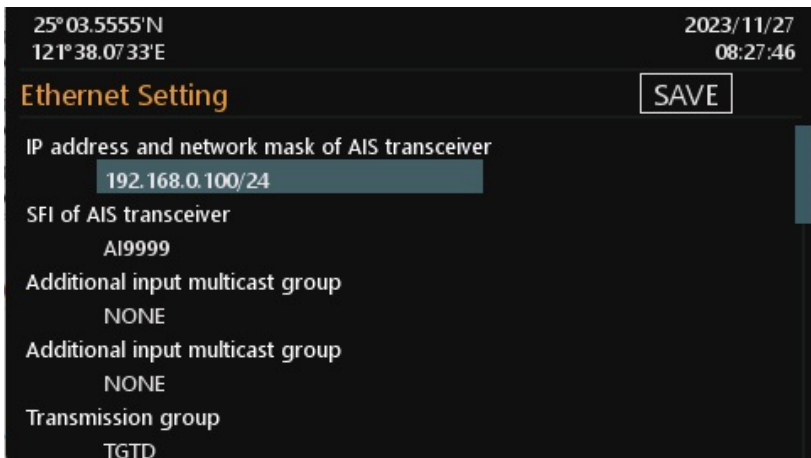 25°03.5555'N
2023/11/27
121°38.0733'E
08:27:46
Ethernet Setting
SAVE
IP address and network mask of AIS transceiver
192.168.0.100/24
SFI of AIS transceiver
AI9999
Additional input multicast group
NONE
Additional input multicast group
NONE
Transmission group
TGTD